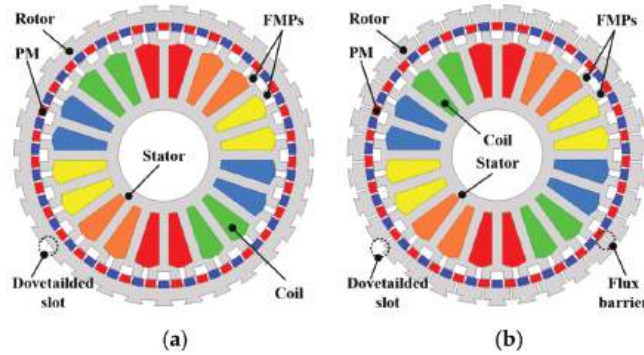 Rotor
FMPs
PM
Stator
Dovetailded
slot
Coil
(a)
Rotor
FMPs
PM
Coil
Stator
Dovetailded
slot
Flux
barrier
(b)